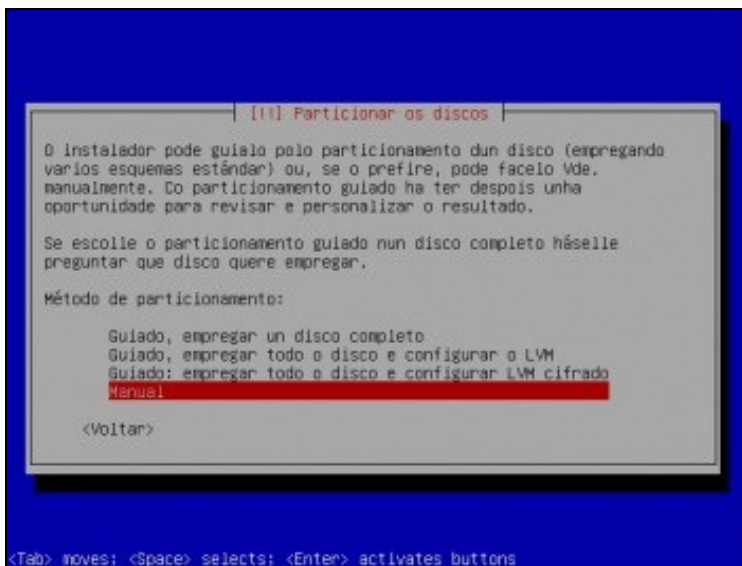 [!!] Particionar os discos
O instalador pode guialo polo particionamento dun disco (empregando
varios esquemas estándar) ou, se o prefire, pode facelo Vde.
manualmente. Co particionamento guiado ha ter despois unha
oportunidade para revisar e personalizar o resultado.
Se escolle o particionamento guiado nun disco completo háselle
preguntar que disco quere empregar.
Método de particionamento:
Guiado, empregar un disco completo
Guiado, empregar todo o disco e configurar o LVM
Guiado: empregar todo o disco e configurar LVM cifrado
Manual
<Voltar>
<Tab> moves; <Space> selects; <Enter> activates buttons